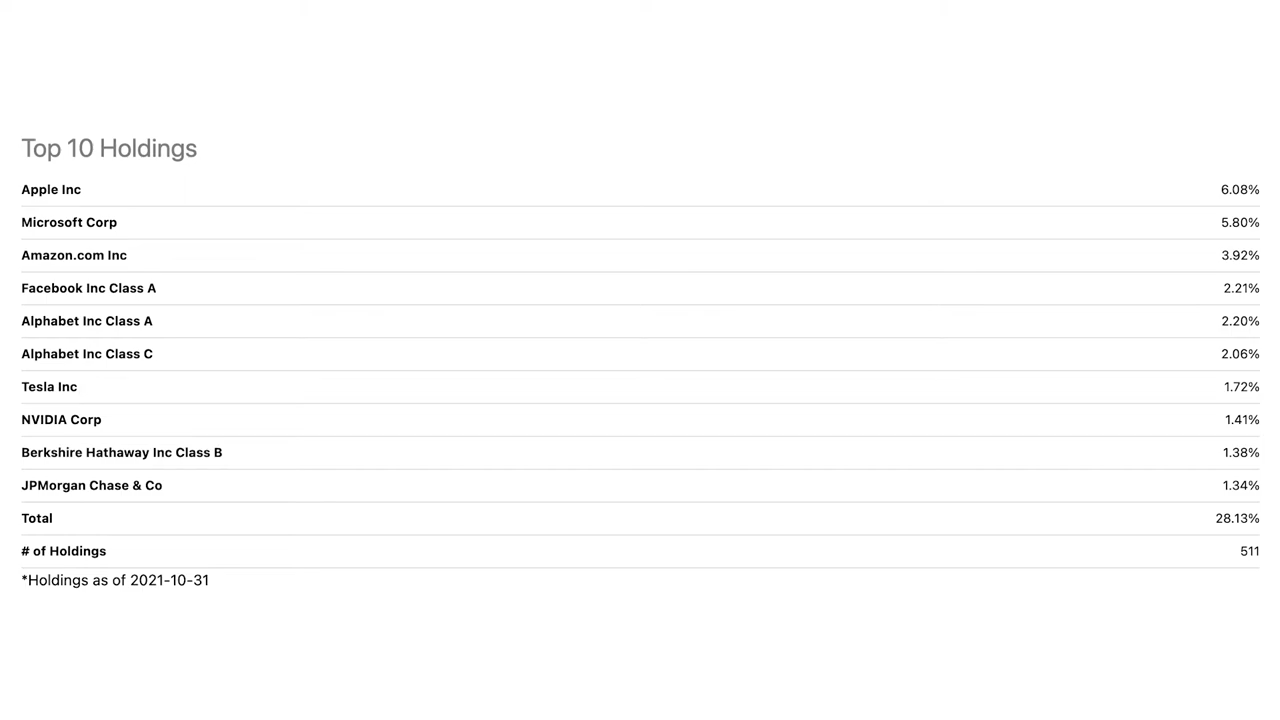 Top 10 Holdings
Apple Inc 6.08%
Microsoft Corp 5.80%
Amazon.com Inc 3.92%
Facebook Inc Class A 2.21%
Alphabet Inc Class A 2.20%
Alphabet Inc Class C 2.06%
Tesla Inc 1.72%
NVIDIA Corp 1.41%
Berkshire Hathaway Inc Class B 1.38%
JPMorgan Chase & Co 1.34%
Total 28.13%
# of Holdings 511
*Holdings as of 2021-10-31